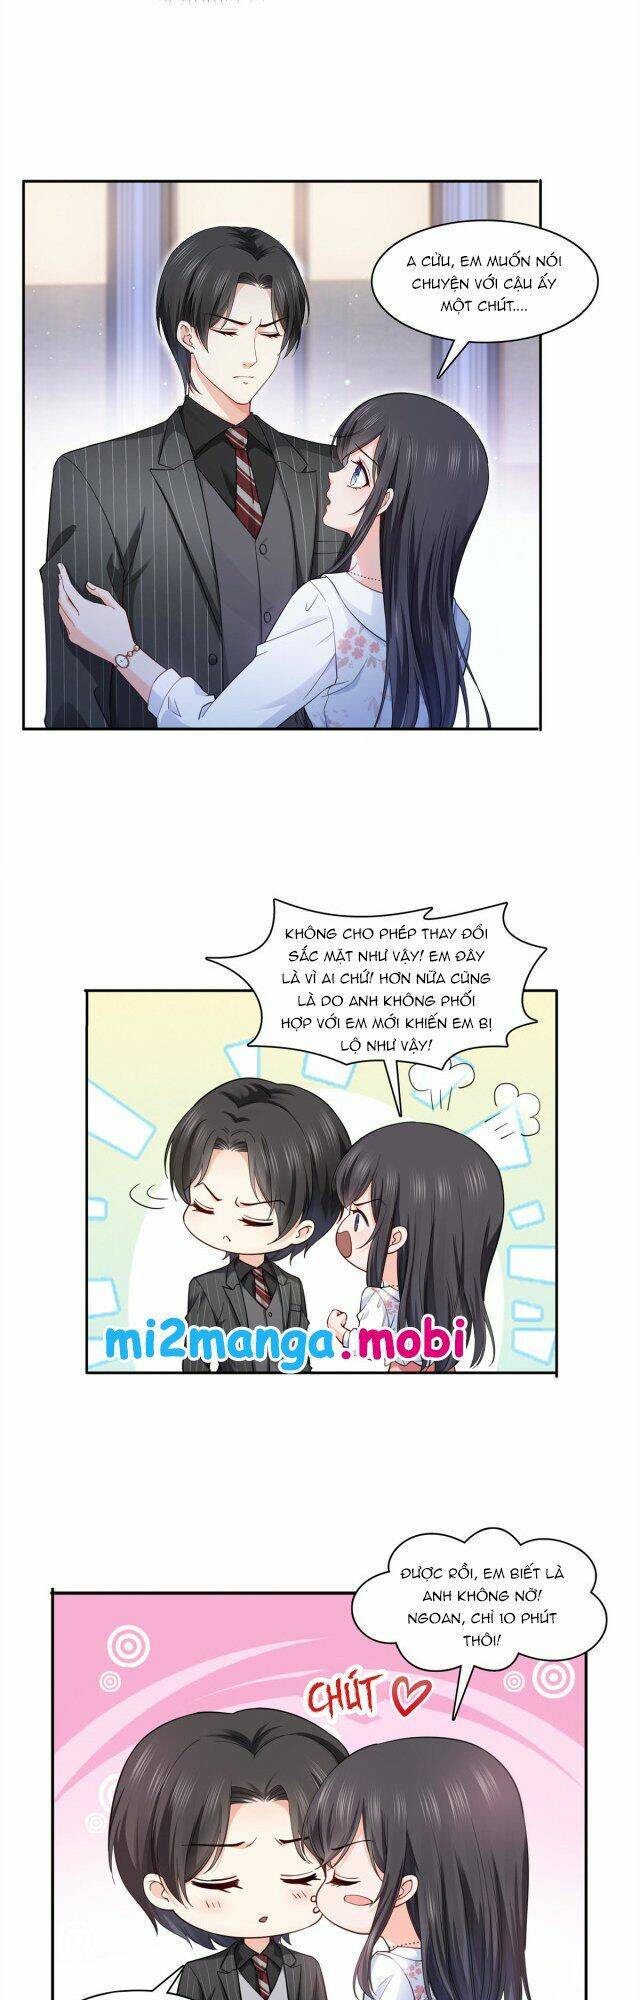 A CỬU, EM MUỐN NÓI
CHUYỆN VỚI CẬU ẤY
MỘT CHÚT....
KHÔNG CHO PHÉP THAY ĐỔI
SẮC MẶT NHƯ VẬY! EM ĐÂY
LÀ VÌ AI CHỨ! HƠN NỮA CŨNG
LÀ DO ANH KHÔNG PHỐI
HỢP VỚI EM MỚI KHIẾN EM BỊ
LỘ NHƯ VẬY!
mi2manga.mobi
ĐƯỢC RỒI, EM BIẾT LÀ
ANH KHÔNG NỠ!
NGOAN, CHỈ 10 PHÚT
THÔI!
CHÚT